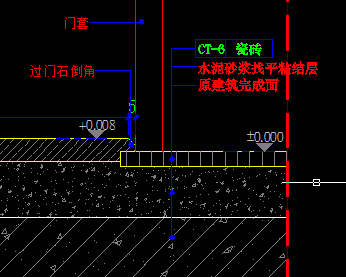 门套
CT-6 瓷砖
水泥砂浆找平粘结层
过门石倒角
原建筑完成面
5
+0.008
±0.000